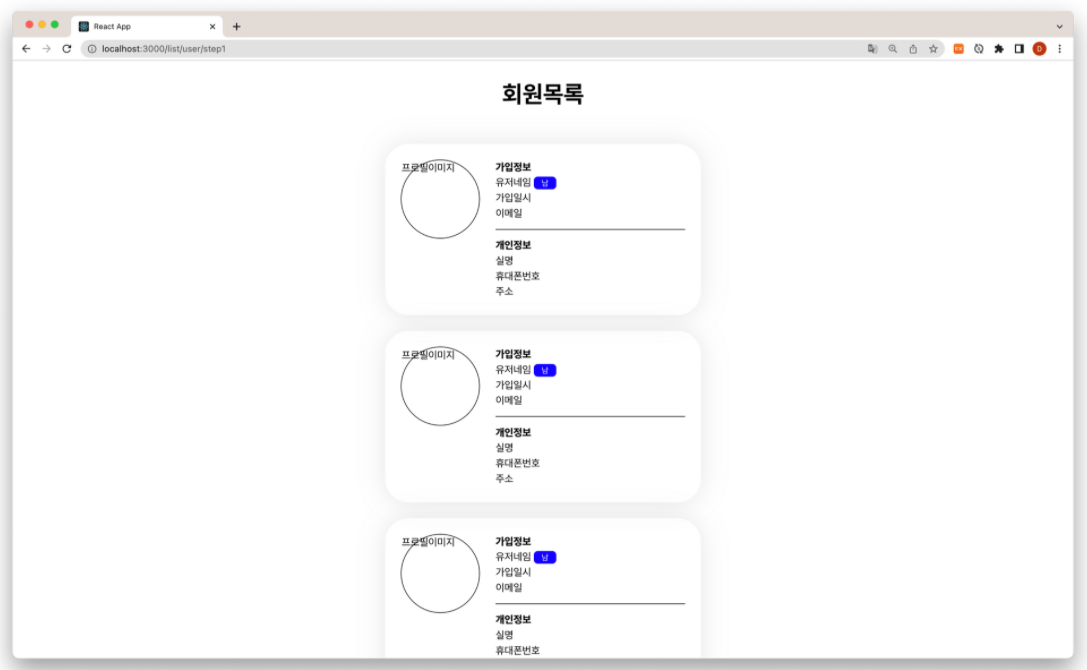 React App
localhost:3000/list/user/step1
D
회원목록
프로필이미지
가입정보
유저네임 남
가입일시
이메일
개인정보
실명
휴대폰번호
주소
프로필이미지
가입정보
유저네임 남
가입일시
이메일
개인정보
실명
휴대폰번호
주소
프로필이미지
가입정보
유저네임 남
가입일시
이메일
개인정보
실명
휴대폰번호